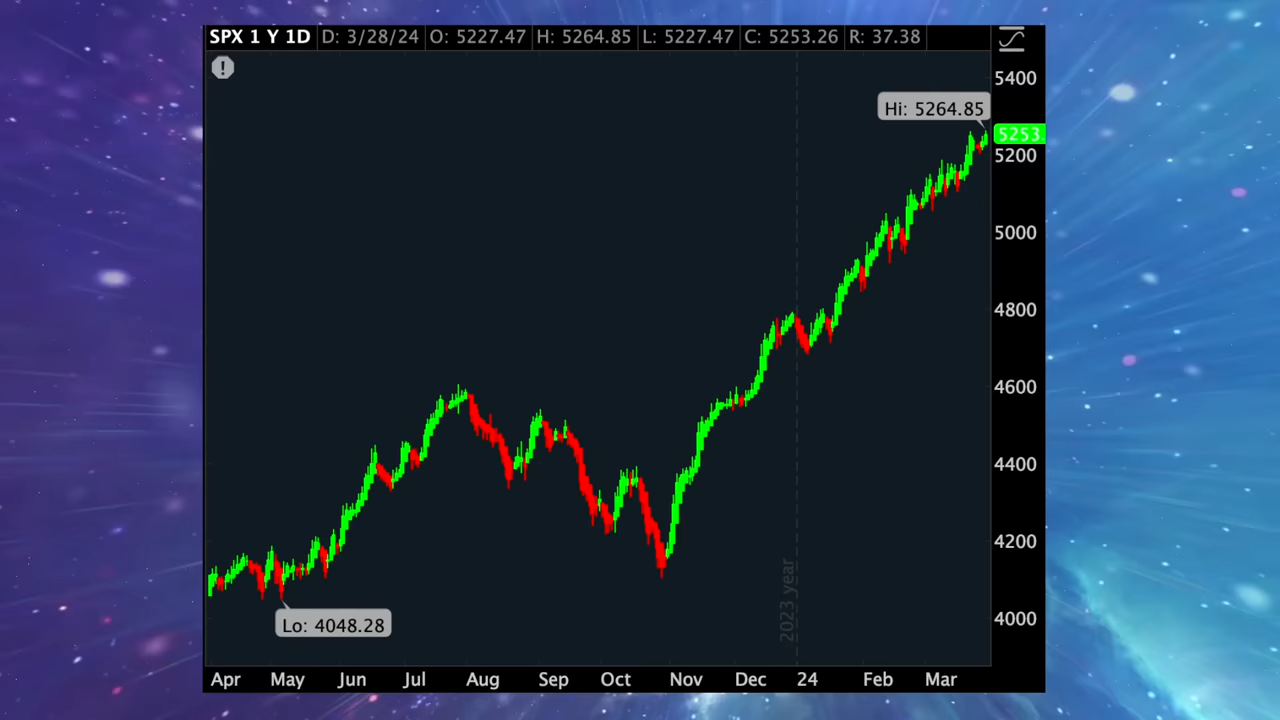 SPX 1 Y 1D D: 3/28/24 O: 5227.47 H: 5264.85 L: 5227.47 C: 5253.26 R: 37.38
!
5400
Hi: 5264.85
5253.
5200
5000
4800
4600
4400
4200
4000
Lo: 4048.28
2023 year
Apr May Jun Jul Aug Sep Oct Nov Dec 24 Feb Mar